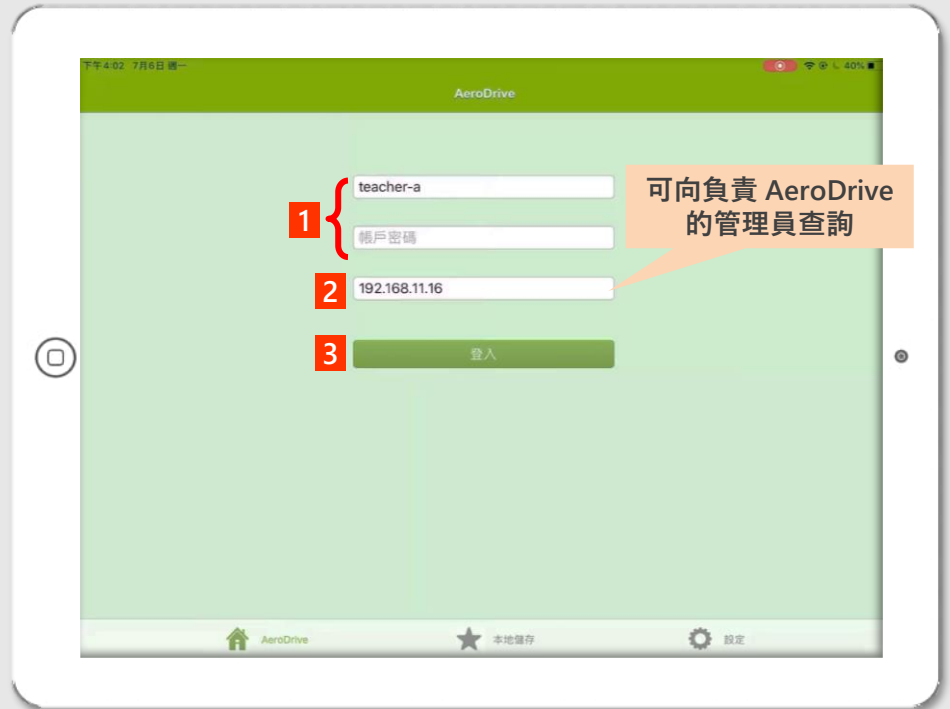 下午4:02 7月6日 週一
40%
AeroDrive
teacher-a
可向負責 AeroDrive
的管理員查詢
1
帳戶密碼
2
192.168.11.16
3
登入
AeroDrive
本地儲存
設定